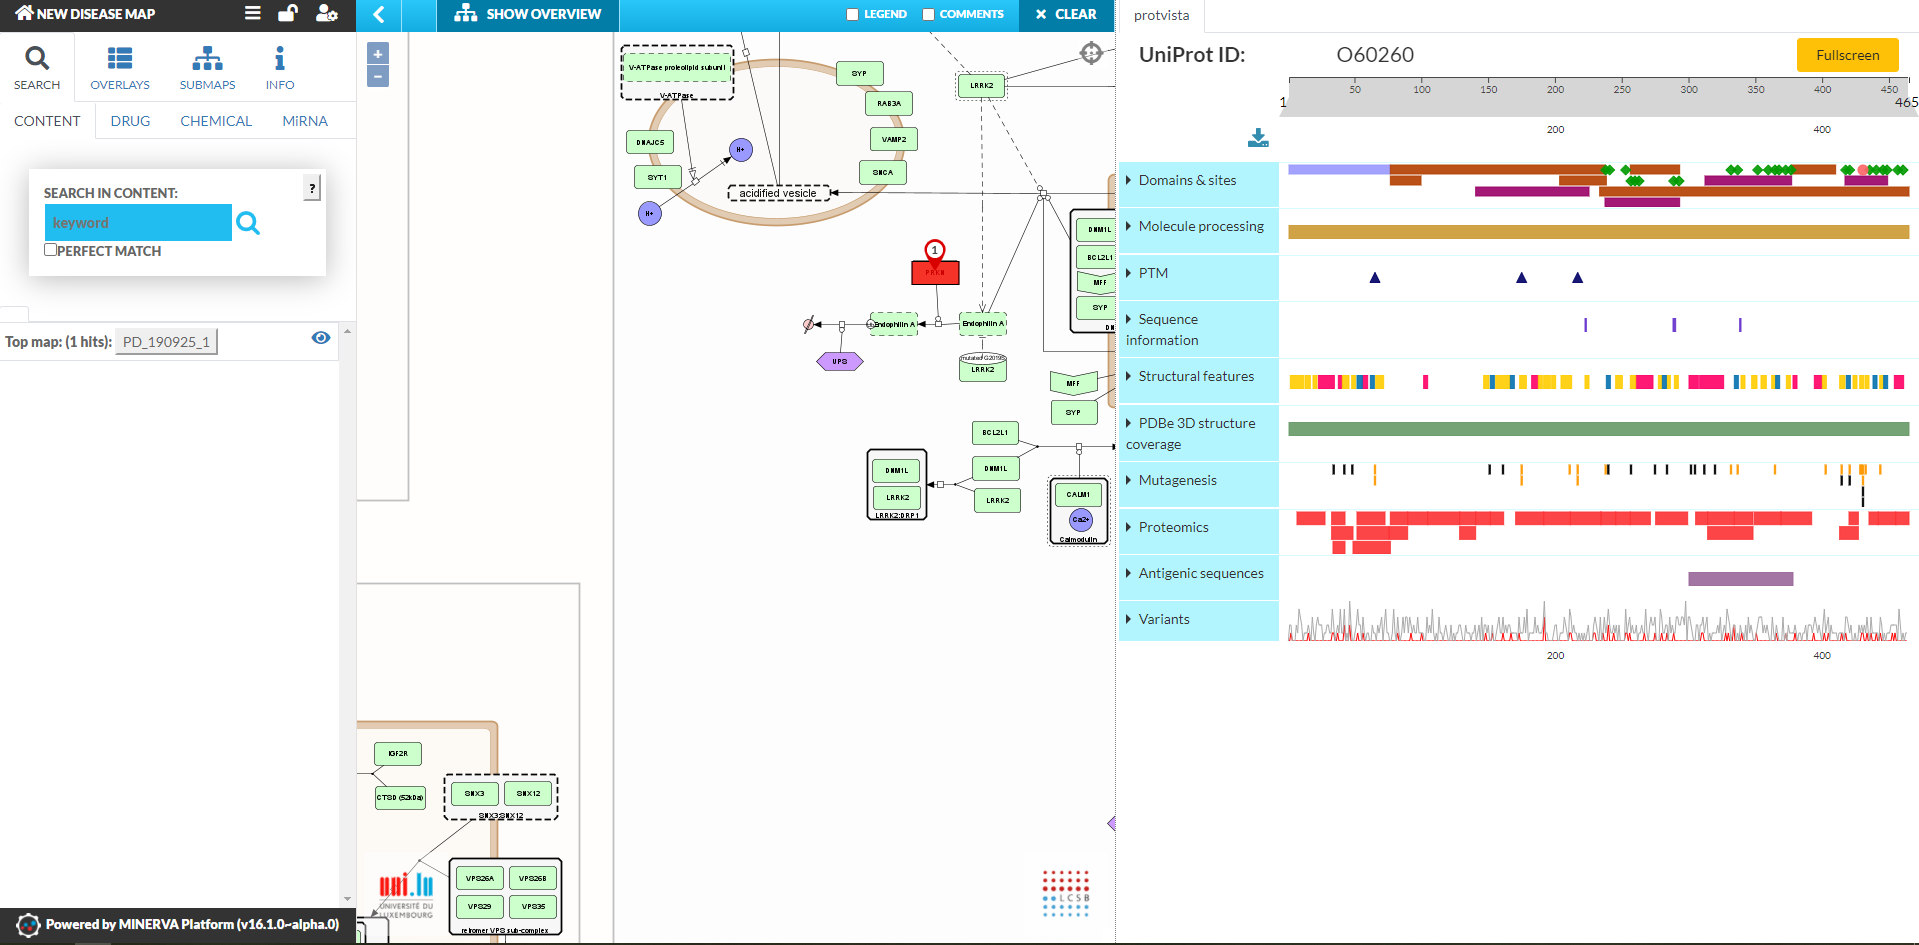 NEW DISEASE MAP
SEARCH
OVERLAYS
SUBMAPS
INFO
CONTENT
DRUG
CHEMICAL
MiRNA
SEARCH IN CONTENT:
?
keyword
PERFECT MATCH
Top map: (1 hits):
PD_190925_1
Powered by MINERVA Platform (v16.1.0~alpha.0)
SHOW OVERVIEW
LEGEND
COMMENTS
CLEAR
+
−
V-ATPase proteolipid subunit
V-ATPase
SYP
RAB3A
VAMP2
SNCA
DNAJC5
SYT1
H+
H+
acidified vesicle
LRRK2
1
PRKN
Endophilin A
Endophilin A
UPS
mutated G2019S
LRRK2
DNM1L
BCL2L1
MFF
SYP
DN
MFF
SYP
BCL2L1
DNM1L
LRRK2
DNM1L
LRRK2
LRRK2:DRP1
CALM1
Ca2+
Calmodulin
IGF2R
CTSD (52kDa)
SNX3
SNX12
SNX3:SNX12
VPS26A
VPS26B
VPS29
VPS35
retromer VPS sub-complex
uni.lu
UNIVERSITÉ DU
LUXEMBOURG
LCSB
protvista
UniProt ID:
O60260
Fullscreen
50 100 150 200 250 300 350 400 450
1 465
200 400
Domains & sites
Molecule processing
PTM
Sequence
information
Structural features
PDBe 3D structure
coverage
Mutagenesis
Proteomics
Antigenic sequences
Variants
200 400